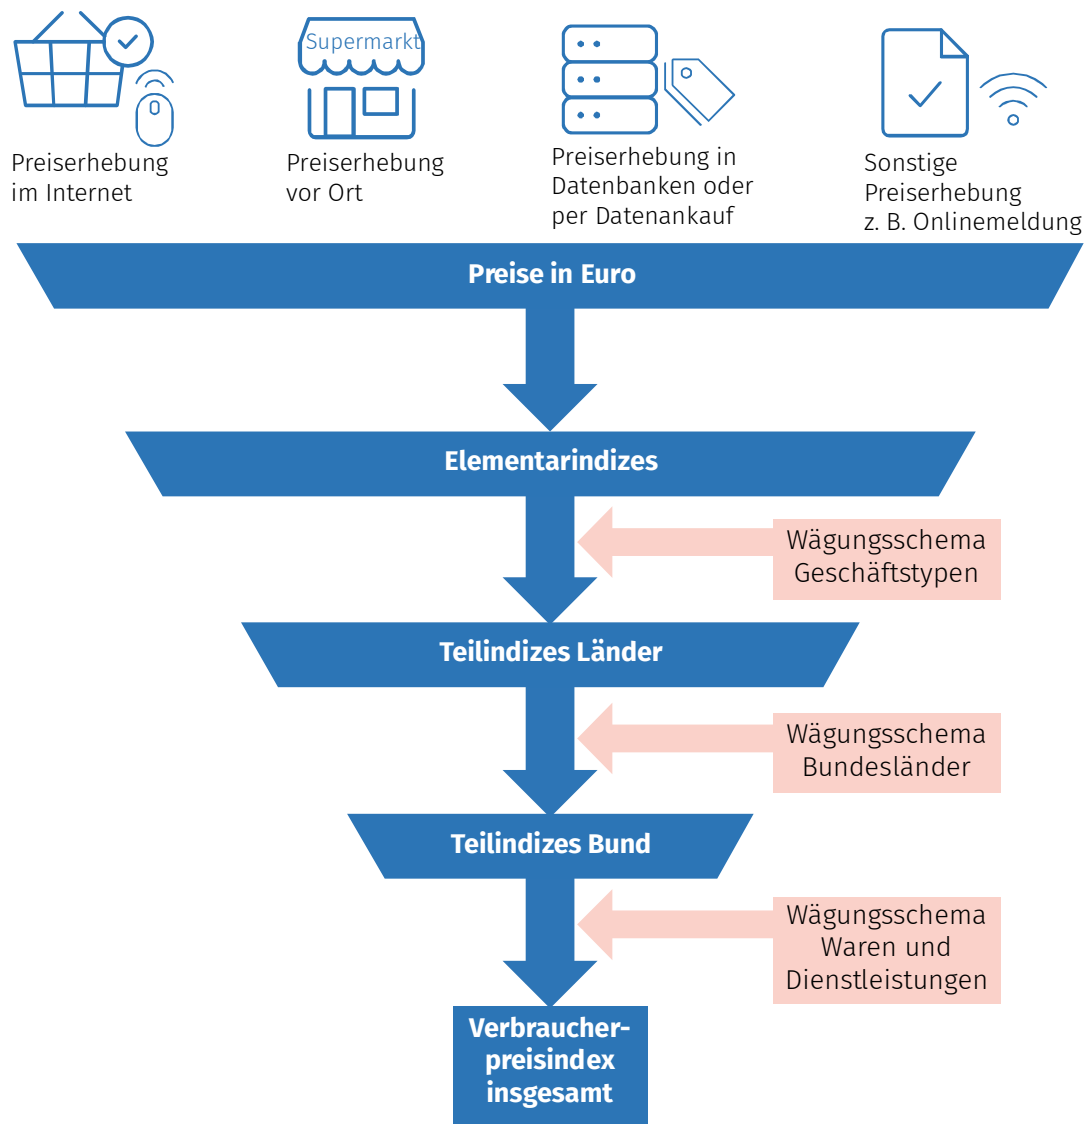 Supermarkt
Preiserhebung
im Internet
Preiserhebung
vor Ort
Preiserhebung in
Datenbanken oder
per Datenankauf
Sonstige
Preiserhebung
z. B. Onlinemeldung
Preise in Euro
Elementarindizes
Wägungsschema
Geschäftstypen
Teilindizes Länder
Wägungsschema
Bundesländer
Teilindizes Bund
Wägungsschema
Waren und
Dienstleistungen
Verbraucher-
preisindex
insgesamt